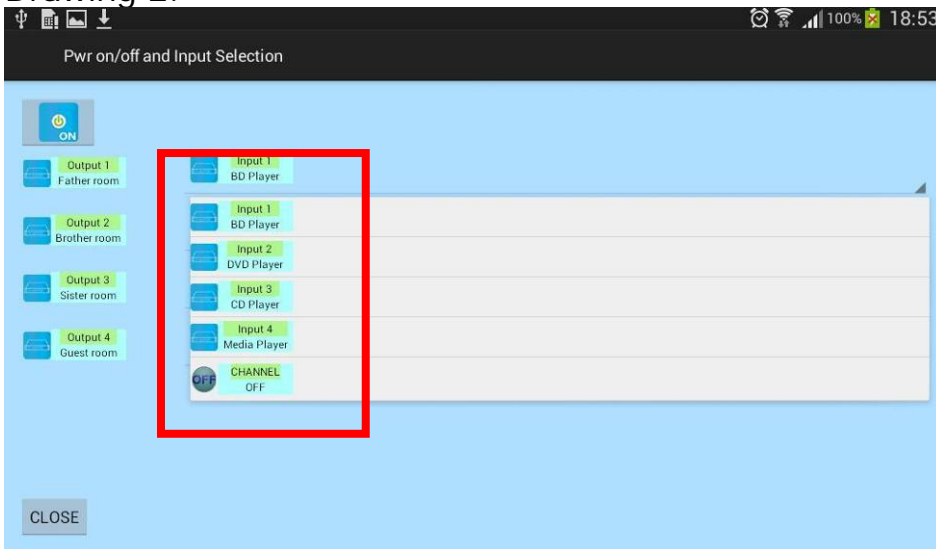 Drawing 2:
100% 18:53
Pwr on/off and Input Selection
ON
Output 1
Father room
Input 1
BD Player
Input 1
BD Player
Output 2
Brother room
Input 2
DVD Player
Output 3
Sister room
Input 3
CD Player
Input 4
Media Player
Output 4
Guest room
OFF
CHANNEL
OFF
CLOSE